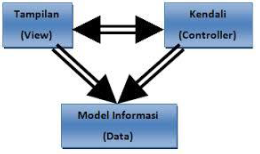 Tampilan
(View)
Kendali
(Controller)
Model Informasi
(Data)